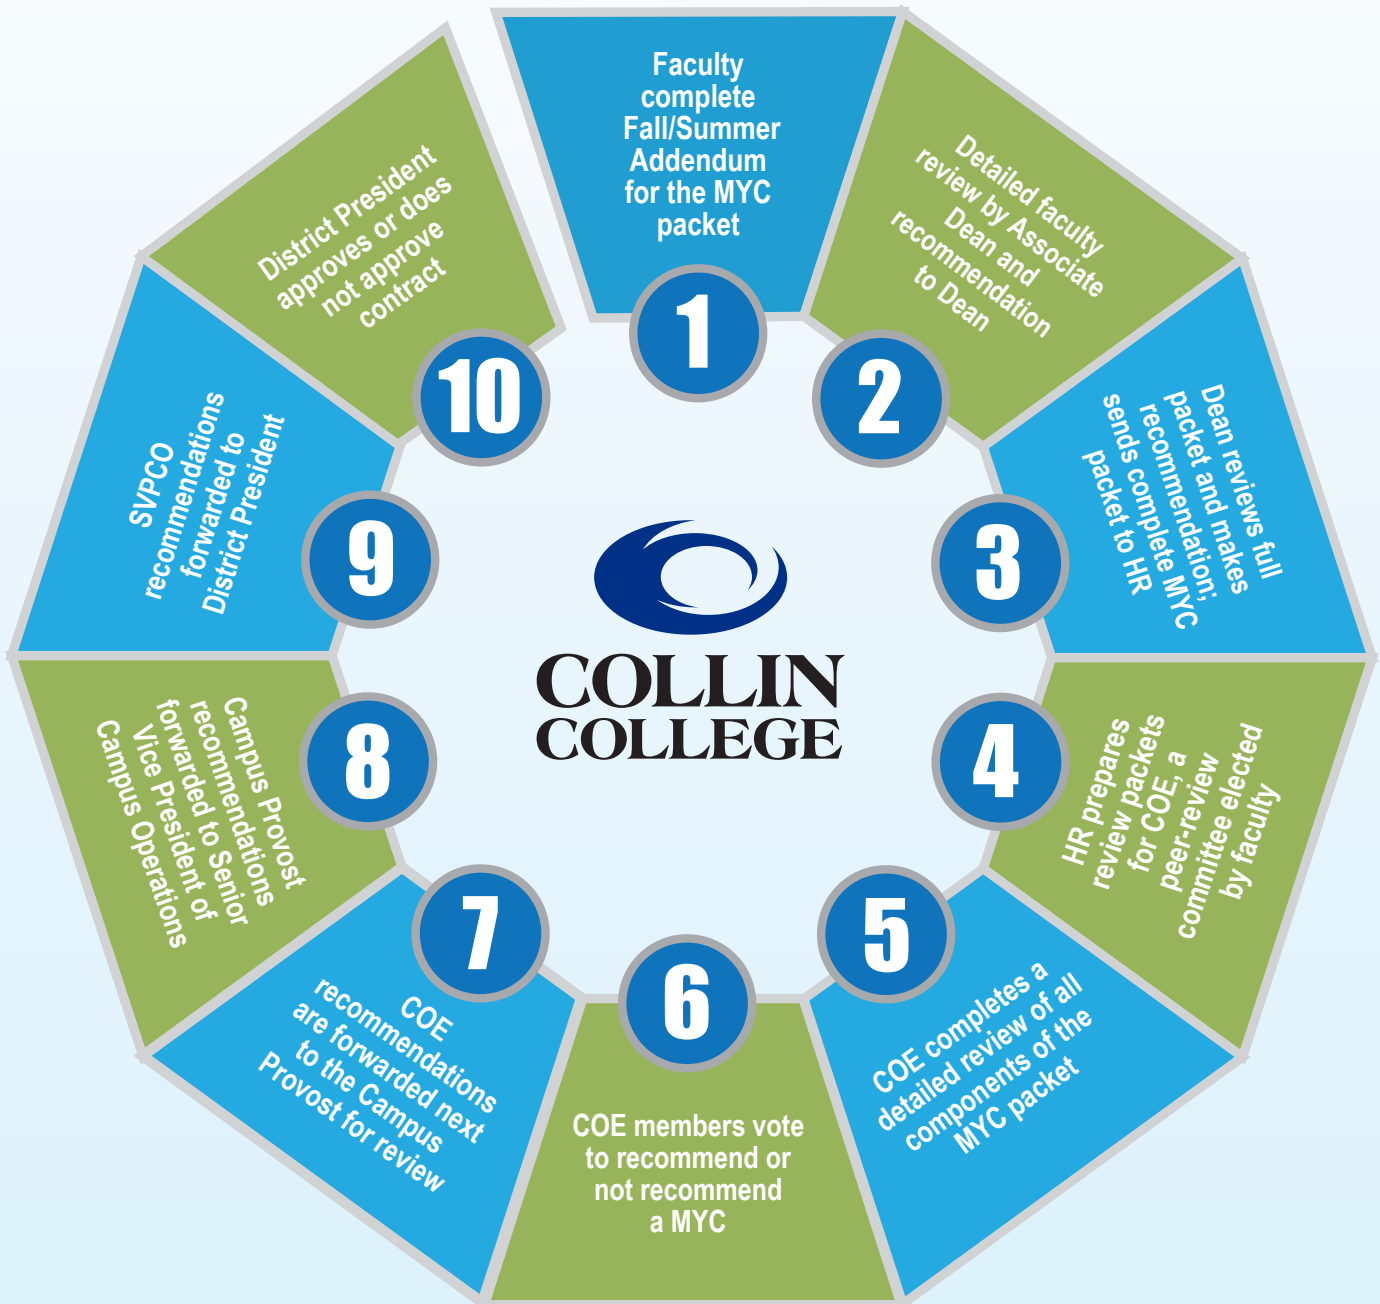 Faculty
complete
Fall/Summer
Addendum
for the MYC
packet
1
Detailed faculty
review by Associate
Dean and
recommendation
to Dean
2
Dean reviews full
packet and makes
recommendation;
sends complete MYC
packet to HR
3
HR prepares
review packets
for COE, a
peer-review
committee elected
by faculty
4
COE completes a
detailed review of all
components of the
MYC packet
5
COE members vote
to recommend or
not recommend
a MYC
6
COE
recommendations
are forwarded next
to the Campus
Provost for review
7
Campus Provost
recommendations
forwarded to Senior
Vice President of
Campus Operations
8
SVPCO
recommendations
forwarded to
District President
9
District President
approves or does
not approve
contract
10
COLLIN
COLLEGE